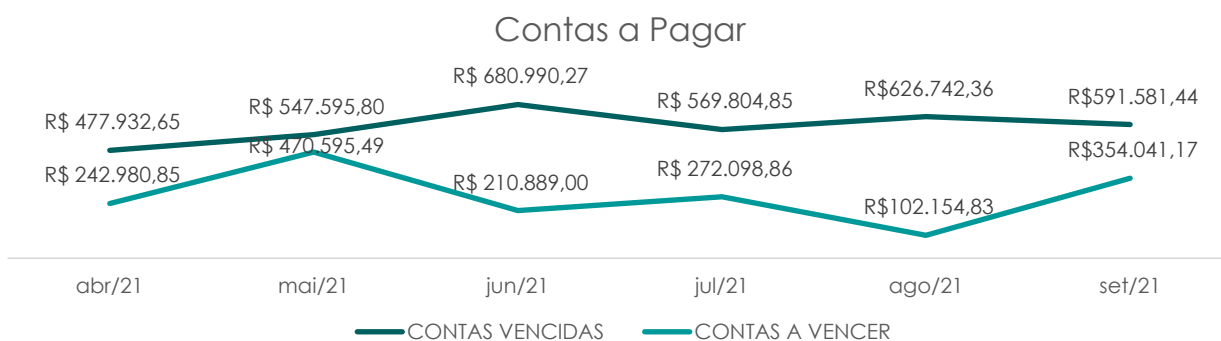 Contas a Pagar
R$ 477.932,65
R$ 547.595,80
R$ 680.990,27
R$ 569.804,85
R$626.742,36
R$591.581,44
R$ 242.980,85
R$ 470.595,49
R$ 210.889,00
R$ 272.098,86
R$102.154,83
R$354.041,17
abr/21 mai/21 jun/21 jul/21 ago/21 set/21
CONTAS VENCIDAS CONTAS A VENCER